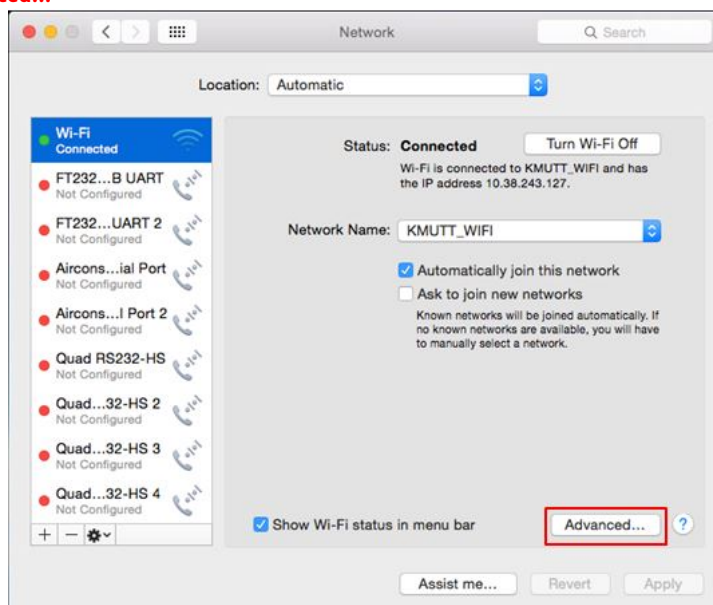 Network
Search
Location: Automatic
Wi-Fi
Connected
FT232...B UART
Not Configured
FT232...UART 2
Not Configured
Aircons...ial Port
Not Configured
Aircons...l Port 2
Not Configured
Quad RS232-HS
Not Configured
Quad...32-HS 2
Not Configured
Quad...32-HS 3
Not Configured
Quad...32-HS 4
Not Configured
Status: Connected
Turn Wi-Fi Off
Wi-Fi is connected to KMUTT_WIFI and has
the IP address 10.38.243.127.
Network Name: KMUTT_WIFI
Automatically join this network
Ask to join new networks
Known networks will be joined automatically. If
no known networks are available, you will have
to manually select a network.
Show Wi-Fi status in menu bar
Advanced...
?
Assist me...
Revert
Apply